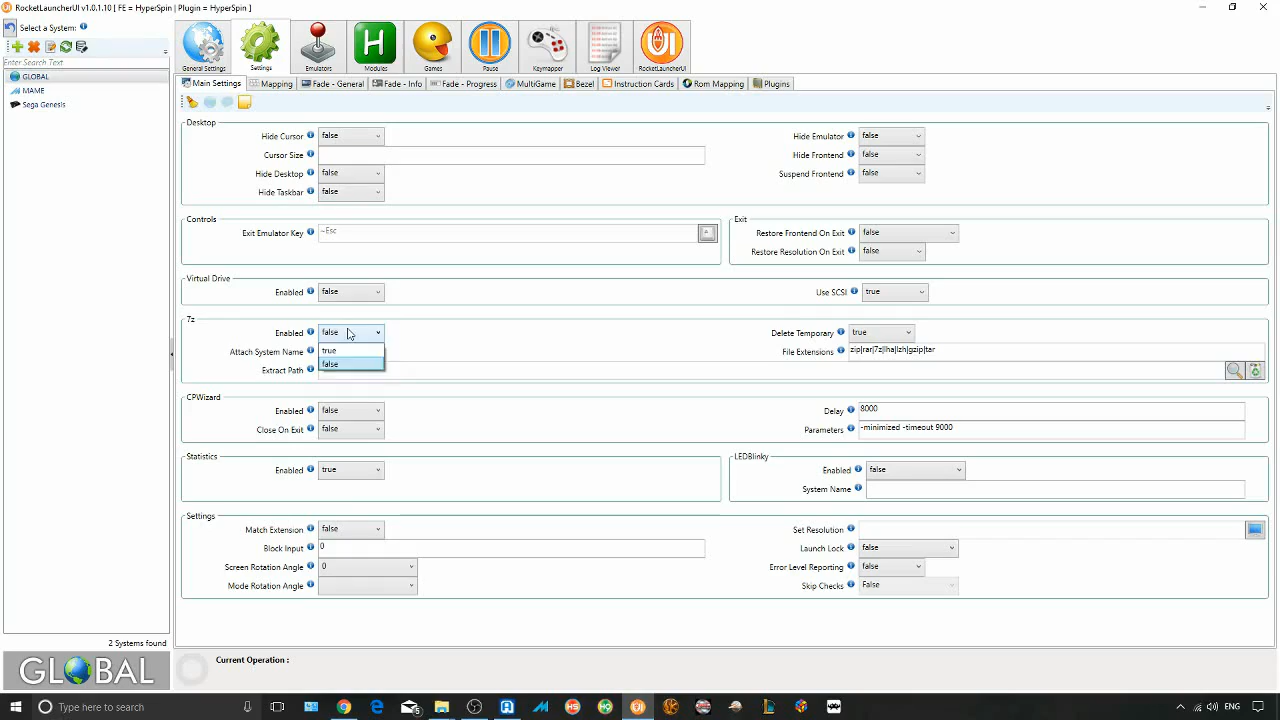 RocketLauncherUI v1.0.1.10 [ FE = HyperSpin | Plugin = HyperSpin ]
Select a System:
Enter Search Text
GLOBAL
MAME
Sega Genesis
2 Systems found
GLOBAL
General Settings
Settings
Emulators
H
Modules
Games
Pause
Keymapper
Log Viewer
UI
RocketLauncherUI
Main Settings
Mapping
Fade - General
Fade - Info
Fade - Progress
MultiGame
Bezel
Instruction Cards
Rom Mapping
Plugins
Desktop
Hide Cursor false
Hide Emulator false
Cursor Size
Hide Frontend false
Hide Desktop false
Suspend Frontend false
Hide Taskbar false
Controls
Exit Emulator Key ~Esc
Exit
Restore Frontend On Exit false
Restore Resolution On Exit false
Virtual Drive
Enabled false
Use SCSI true
7z
Enabled false
Delete Temporary true
true
false
Attach System Name
File Extensions zip|rar|7z|lha|lzh|gzip|tar
Extract Path
CPWizard
Enabled false
Delay 8000
Close On Exit false
Parameters -minimized -timeout 9000
Statistics
Enabled true
LEDBlinky
Enabled false
System Name
Settings
Match Extension false
Set Resolution
Block Input 0
Launch Lock false
Screen Rotation Angle 0
Error Level Reporting false
Mode Rotation Angle
Skip Checks False
Current Operation :
Type here to search
ENG